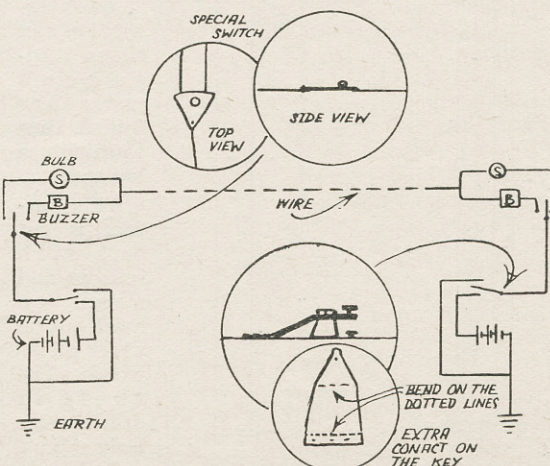 SPECIAL
SWITCH
TOP
VIEW
SIDE VIEW
BULB
S
B
BUZZER
WIRE
S
B
BATTERY
EARTH
BEND ON THE
DOTTED LINES
EXTRA
CONACT ON
THE KEY